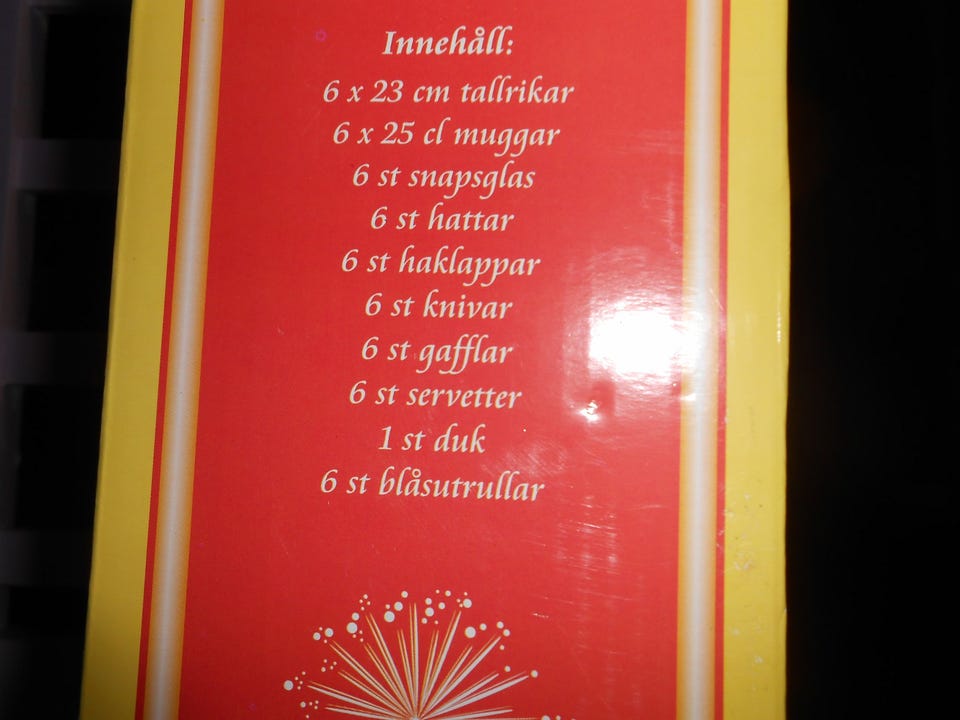 Innehåll:
6 x 23 cm tallrikar
6 x 25 cl muggar
6 st snapsglas
6 st hattar
6 st haklappar
6 st knivar
6 st gafflar
6 st servetter
1 st duk
6 st blåsutrullar